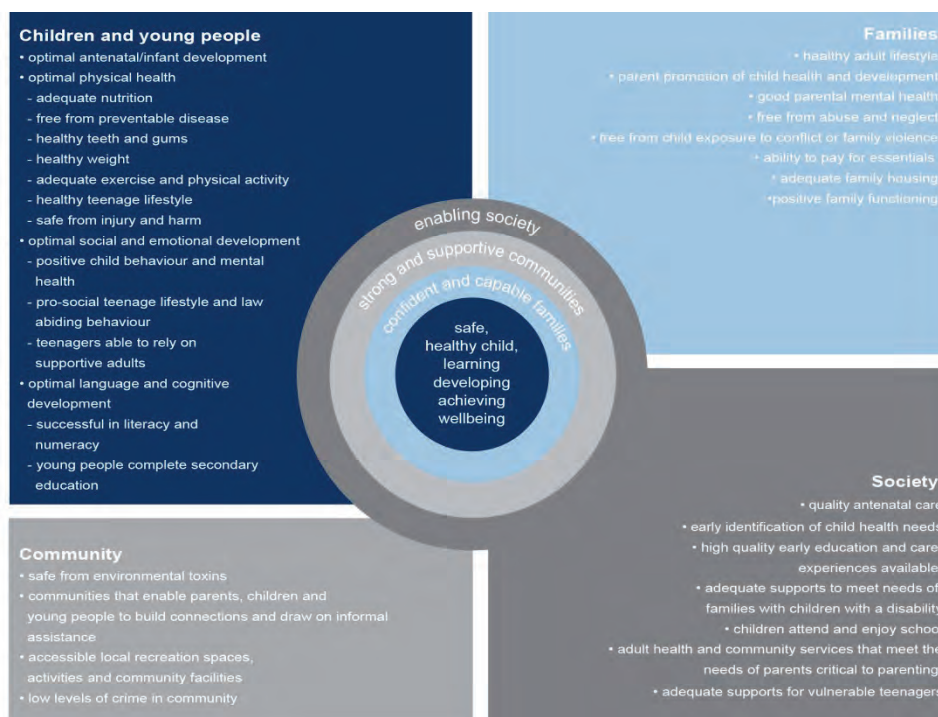 Children and young people
• optimal antenatal/infant development
• optimal physical health
- adequate nutrition
- free from preventable disease
- healthy teeth and gums
- healthy weight
- adequate exercise and physical activity
- healthy teenage lifestyle
- safe from injury and harm
• optimal social and emotional development
- positive child behaviour and mental
health
- pro-social teenage lifestyle and law
abiding behaviour
- teenagers able to rely on
supportive adults
• optimal language and cognitive
development
- successful in literacy and
numeracy
- young people complete secondary
education
Families
• healthy adult lifestyle
• parent promotion of child health and development
• good parental mental health
• free from abuse and neglect
• free from child exposure to conflict or family violence
• ability to pay for essentials
• adequate family housing
•positive family functioning
enabling society
strong and supportive communities
confident and capable families
safe,
healthy child,
learning
developing
achieving
wellbeing
Community
• safe from environmental toxins
• communities that enable parents, children and
young people to build connections and draw on informal
assistance
• accessible local recreation spaces,
activities and community facilities
• low levels of crime in community
Society
• quality antenatal care
• early identification of child health needs
• high quality early education and care
experiences available
• adequate supports to meet needs of
families with children with a disability
• children attend and enjoy school
• adult health and community services that meet the
needs of parents critical to parenting
• adequate supports for vulnerable teenagers